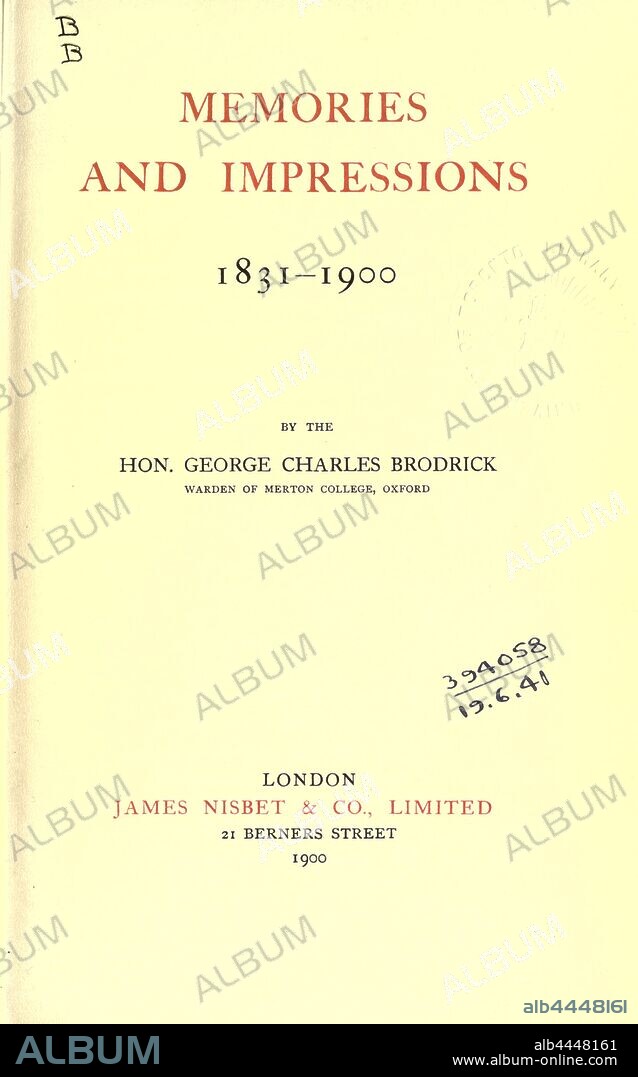 B
B
MEMORIES
AND IMPRESSIONS
1831–1900
BY THE
HON. GEORGE CHARLES BRODRICK
WARDEN OF MERTON COLLEGE, OXFORD
394058
19.6.41
LONDON
JAMES NISBET & CO., LIMITED
21 BERNERS STREET
1900
alb4448161
ALBUM
alb4448161
www.album-online.com